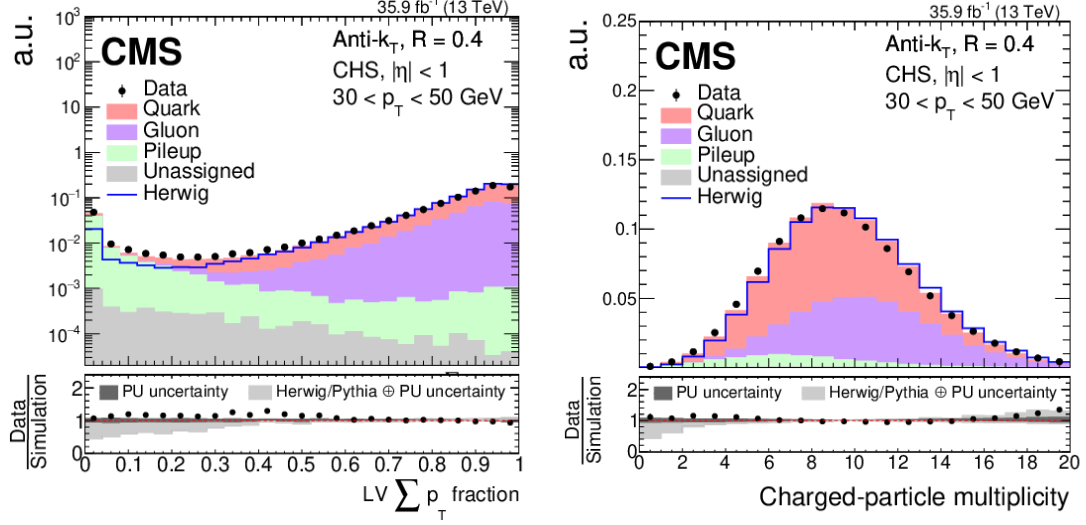 35.9 fb⁻¹ (13 TeV)
a.u.
10³
10²
10
1
10⁻¹
10⁻²
10⁻³
10⁻⁴
CMS
Anti-k_T, R = 0.4
CHS, |η| < 1
30 < p_T < 50 GeV
Data
Quark
Gluon
Pileup
Unassigned
Herwig
Data
Simulation
2
1
0
PU uncertainty
Herwig/Pythia ⊕ PU uncertainty
0 0.1 0.2 0.3 0.4 0.5 0.6 0.7 0.8 0.9 1
LV ∑ p_T fraction
35.9 fb⁻¹ (13 TeV)
a.u.
0.25
0.2
0.15
0.1
0.05
CMS
Anti-k_T, R = 0.4
CHS, |η| < 1
30 < p_T < 50 GeV
Data
Quark
Gluon
Pileup
Unassigned
Herwig
Data
Simulation
2
1
0
PU uncertainty
Herwig/Pythia ⊕ PU uncertainty
0 2 4 6 8 10 12 14 16 18 20
Charged-particle multiplicity